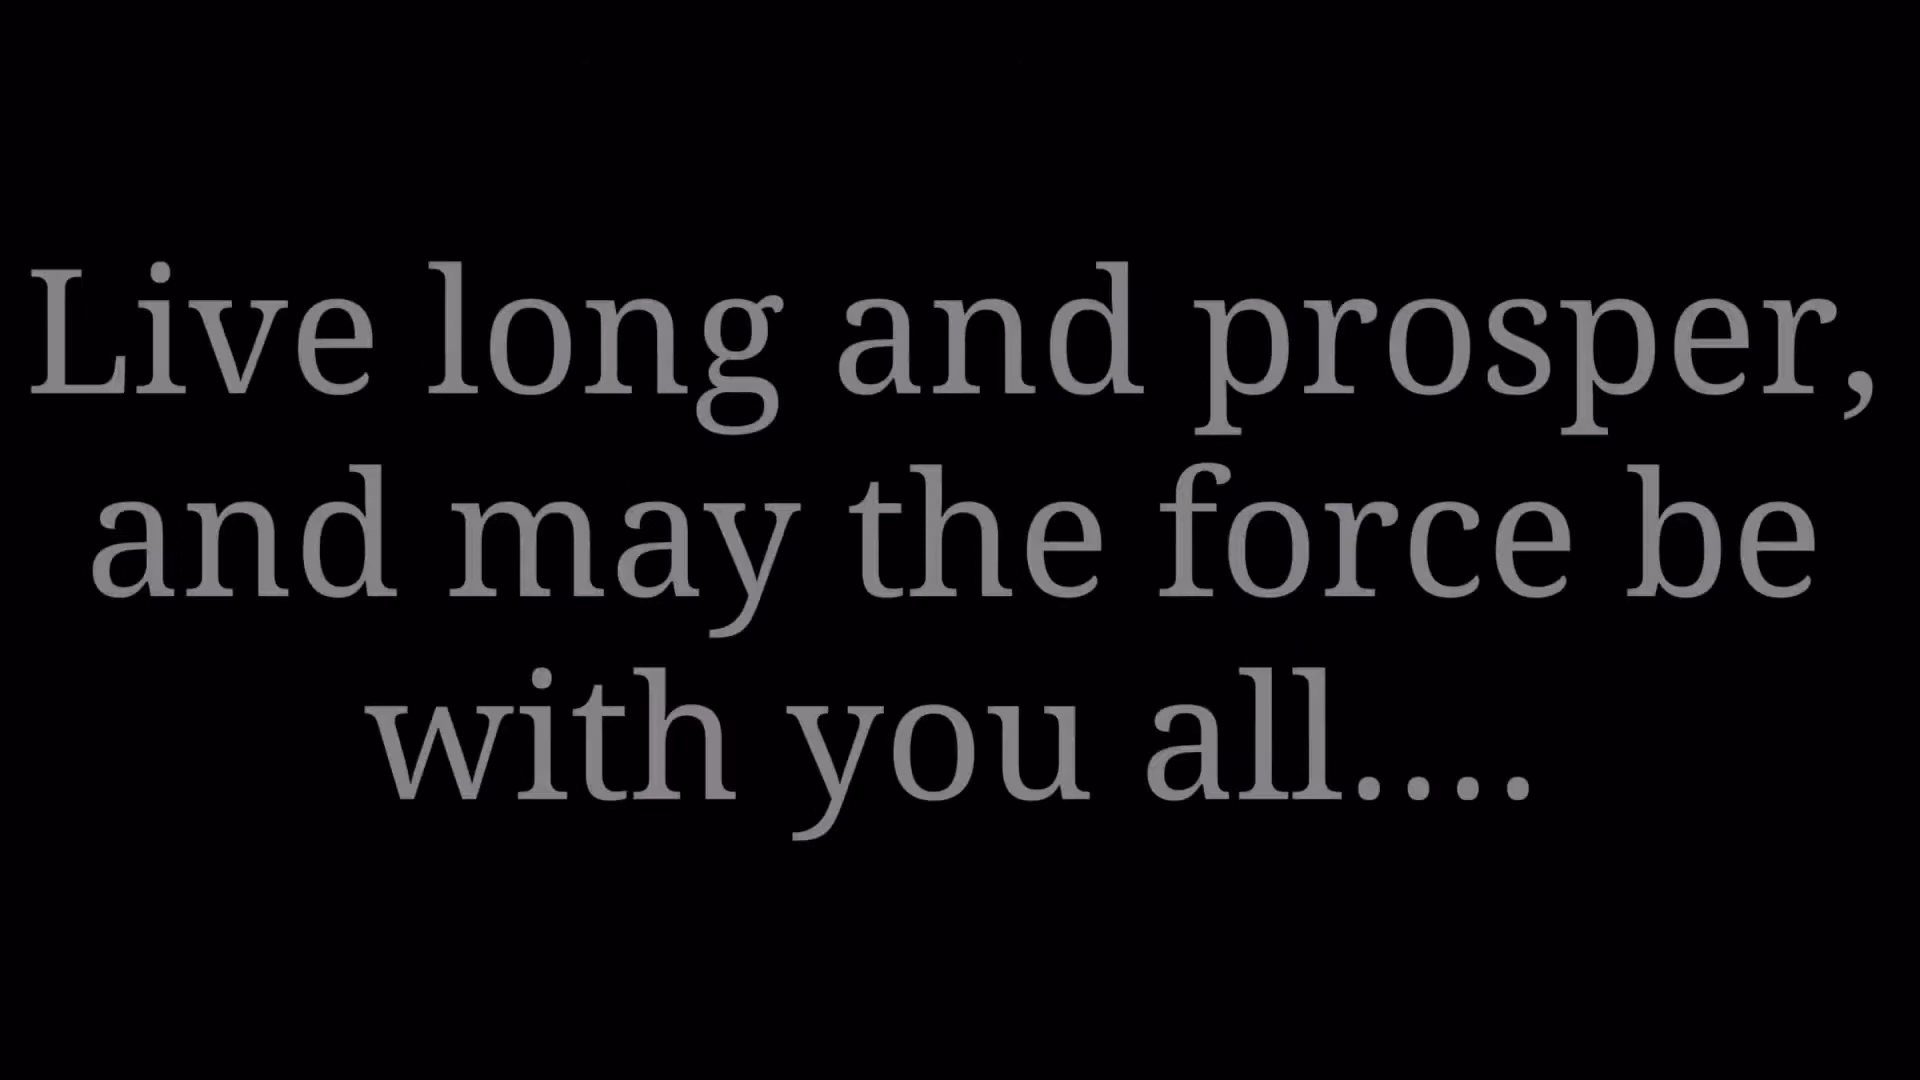 Live long and prosper,
and may the force be
with you all....